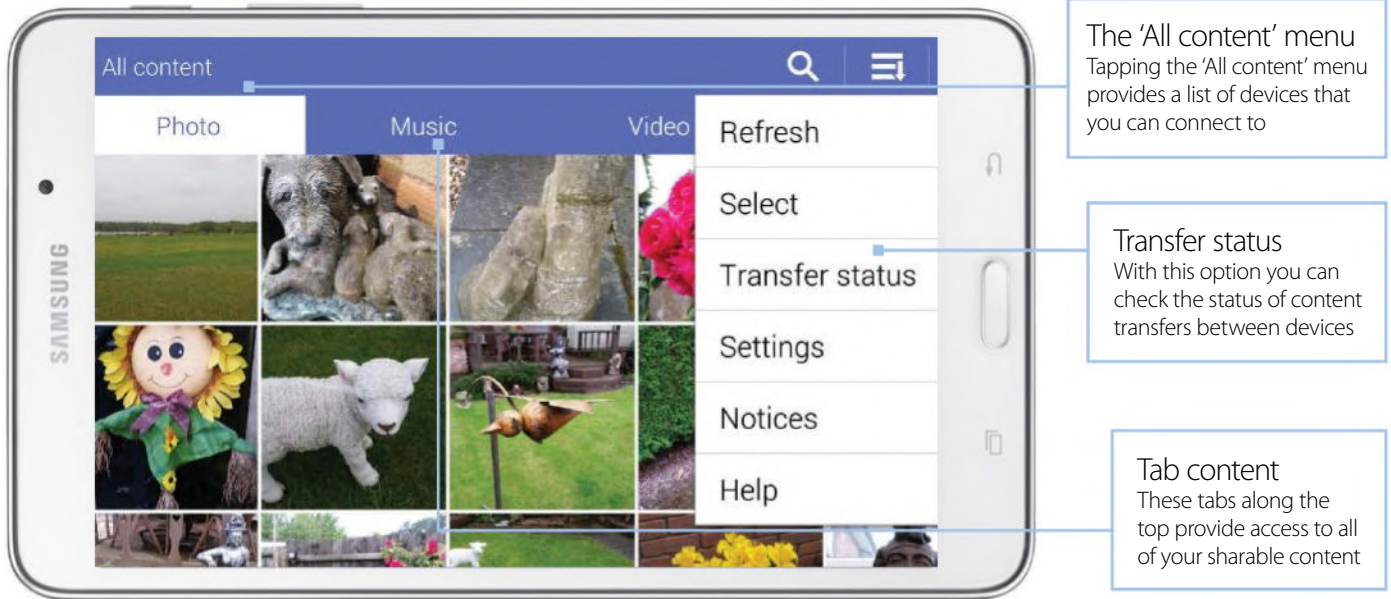 SAMSUNG
All content
Photo
Music
Video
Refresh
Select
Transfer status
Settings
Notices
Help
The ‘All content’ menu
Tapping the ‘All content’ menu
provides a list of devices that
you can connect to
Transfer status
With this option you can
check the status of content
transfers between devices
Tab content
These tabs along the
top provide access to all
of your sharable content